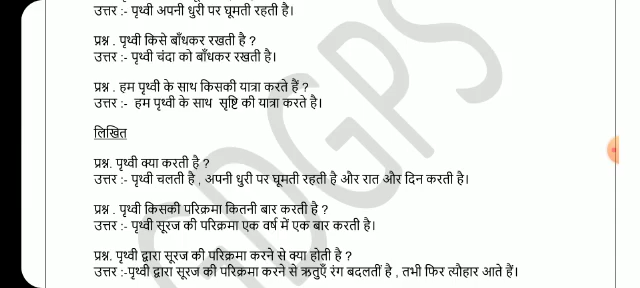 उत्तर :- पृथ्वी अपनी धुरी पर घूमती रहती है।
प्रश्न . पृथ्वी किसे बाँधकर रखती है ?
उत्तर :- पृथ्वी चंदा को बाँधकर रखती है।
प्रश्न . हम पृथ्वी के साथ किसकी यात्रा करते हैं ?
उत्तर :- हम पृथ्वी के साथ सृष्टि की यात्रा करते है।
लिखित
प्रश्न. पृथ्वी क्या करती है ?
उत्तर :- पृथ्वी चलती है , अपनी धुरी पर घूमती रहती है और रात और दिन करती है।
प्रश्न . पृथ्वी किसकी परिक्रमा कितनी बार करती है ?
उत्तर :- पृथ्वी सूरज की परिक्रमा एक वर्ष में एक बार करती है।
प्रश्न. पृथ्वी द्वारा सूरज की परिक्रमा करने से क्या होती है ?
उत्तर :-पृथ्वी द्वारा सूरज की परिक्रमा करने से ऋतुएँ रंग बदलतीं है , तभी फिर त्यौहार आते हैं।
GDGPS